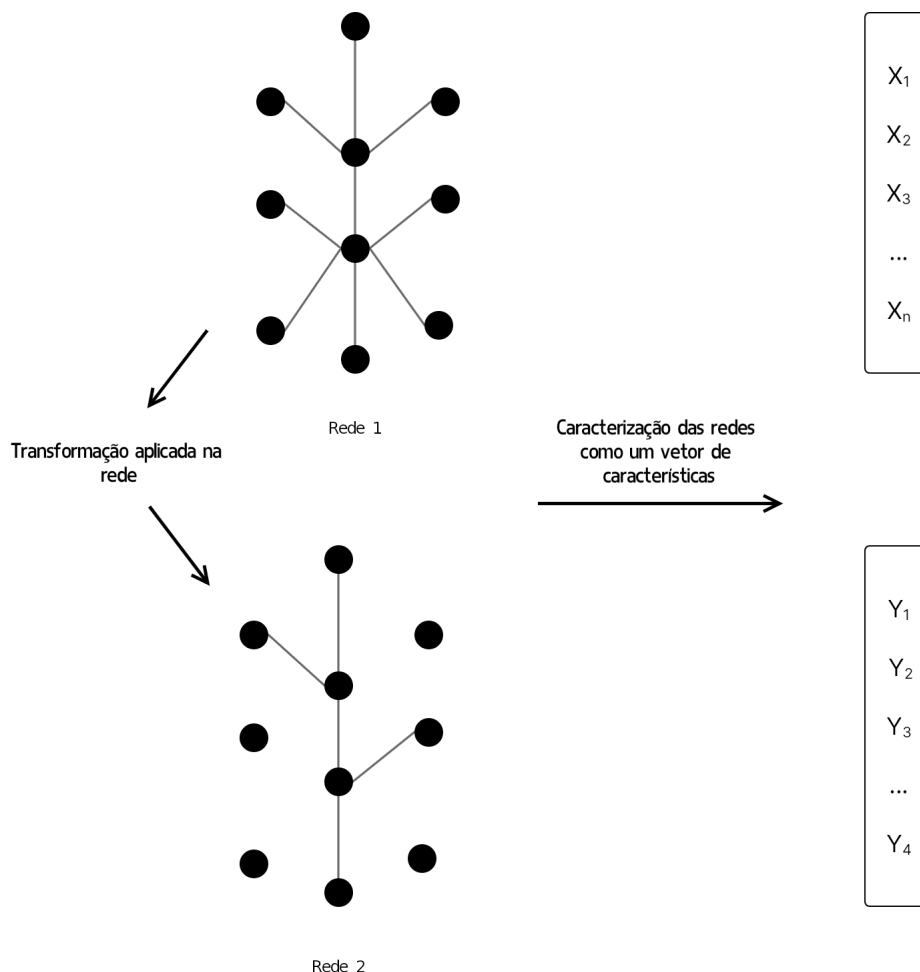 X₁
X₂
X₃
...
Xₙ
Rede 1
Transformação aplicada na
rede
Caracterização das redes
como um vetor de
características
Y₁
Y₂
Y₃
...
Y₄
Rede 2